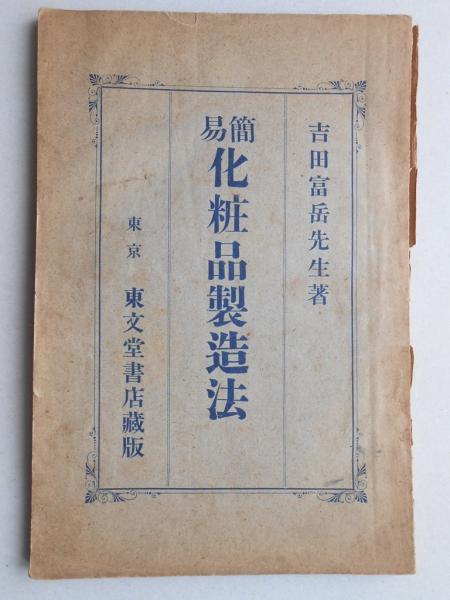 吉田富岳先生著
簡易 化粧品製造法
東京 東文堂書店藏版